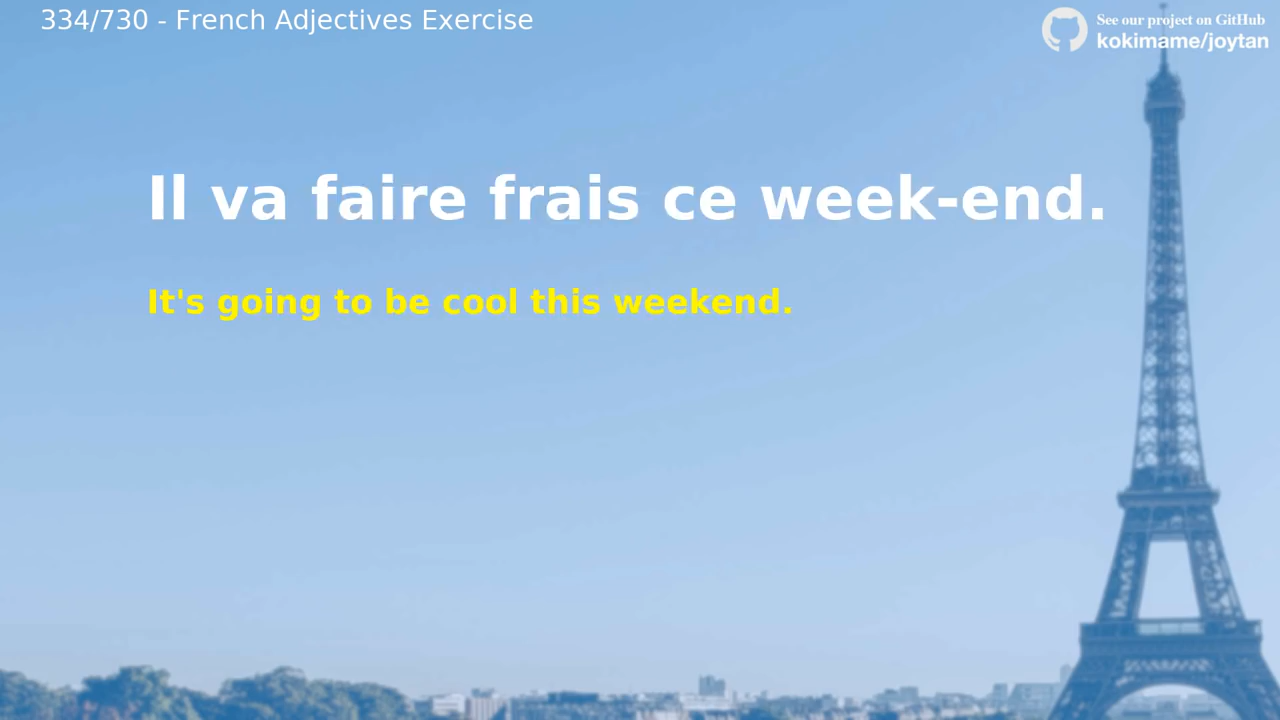 334/730 - French Adjectives Exercise
See our project on GitHub
kokimame/joytan
Il va faire frais ce week-end.
It's going to be cool this weekend.